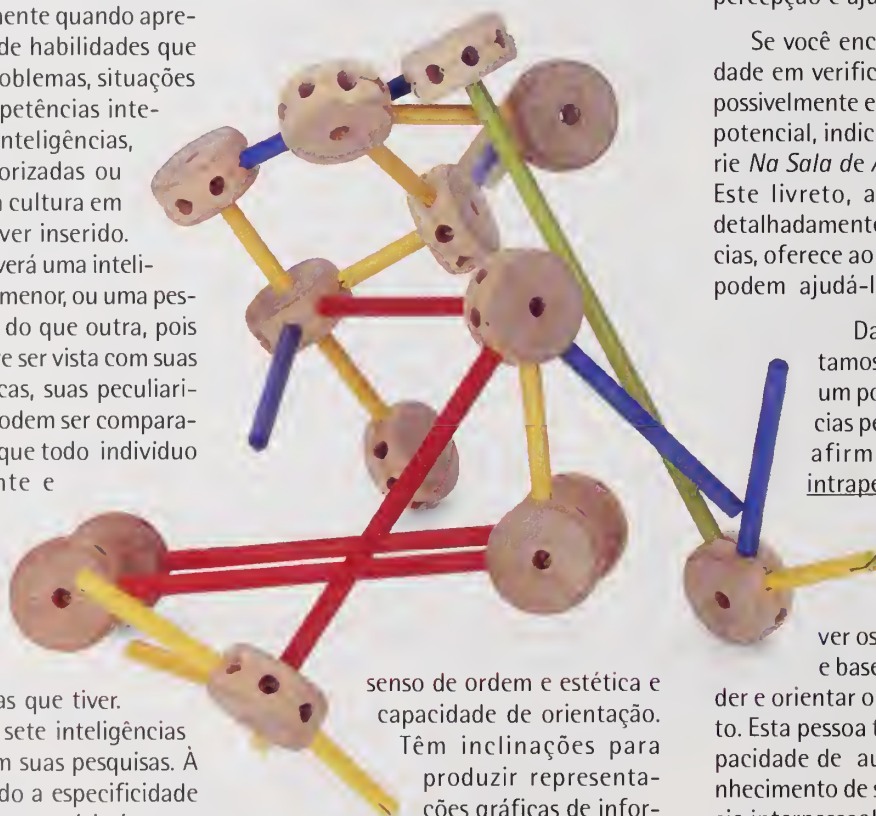 mente quando apre-
de habilidades que
oblemas, situações
petências inte-
nteligências,
orizadas ou
a cultura em
ver inserido.
verá uma inteli-
menor, ou uma pes-
do que outra, pois
e ser vista com suas
cas, suas peculiari-
odem ser compara-
que todo individuo
nte e
as que tiver.
sete inteligências
m suas pesquisas. À
do a especificidade
senso de ordem e estética e
capacidade de orientação.
Têm inclinações para
produzir representa-
ções gráficas de infor-
Se você enc
dade em verific
possivelmente e
potencial, indic
rie Na Sala de A
Este livreto, a
detalhadamente
cias, oferece ao
podem ajudá-l
Da
tamos
um po
cias pe
afirm
intrape
ver os
e base
der e orientar o
to. Esta pessoa t
pacidade de au
nhecimento de s